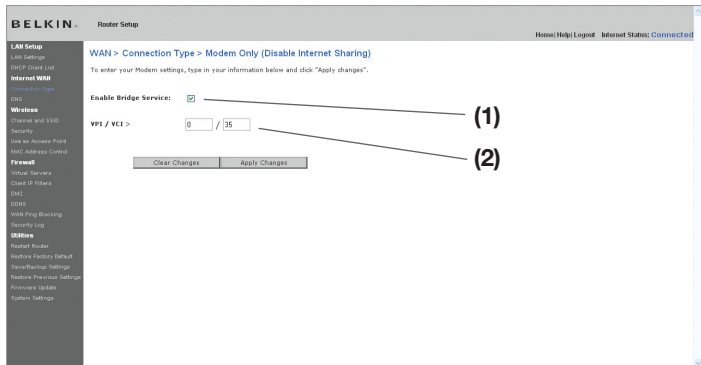 BELKIN® Router Setup
Home|Help|Logout Internet Status: Connected
LAN Setup
LAN Settings
DHCP Client List
Internet WAN
Connection Type
DNS
Wireless
Channel and SSID
Security
Use as Access Point
MAC Address Control
Firewall
Virtual Servers
Client IP Filters
DMZ
DDNS
WAN Ping Blocking
Security Log
Utilities
Restart Router
Restore Factory Default
Save/Backup Settings
Restore Previous Settings
Firmware Update
System Settings
WAN > Connection Type > Modem Only (Disable Internet Sharing)
To enter your Modem settings, type in your information below and click "Apply changes".
Enable Bridge Service:
(1)
VPI / VCI > 0 / 35
(2)
Clear Changes Apply Changes